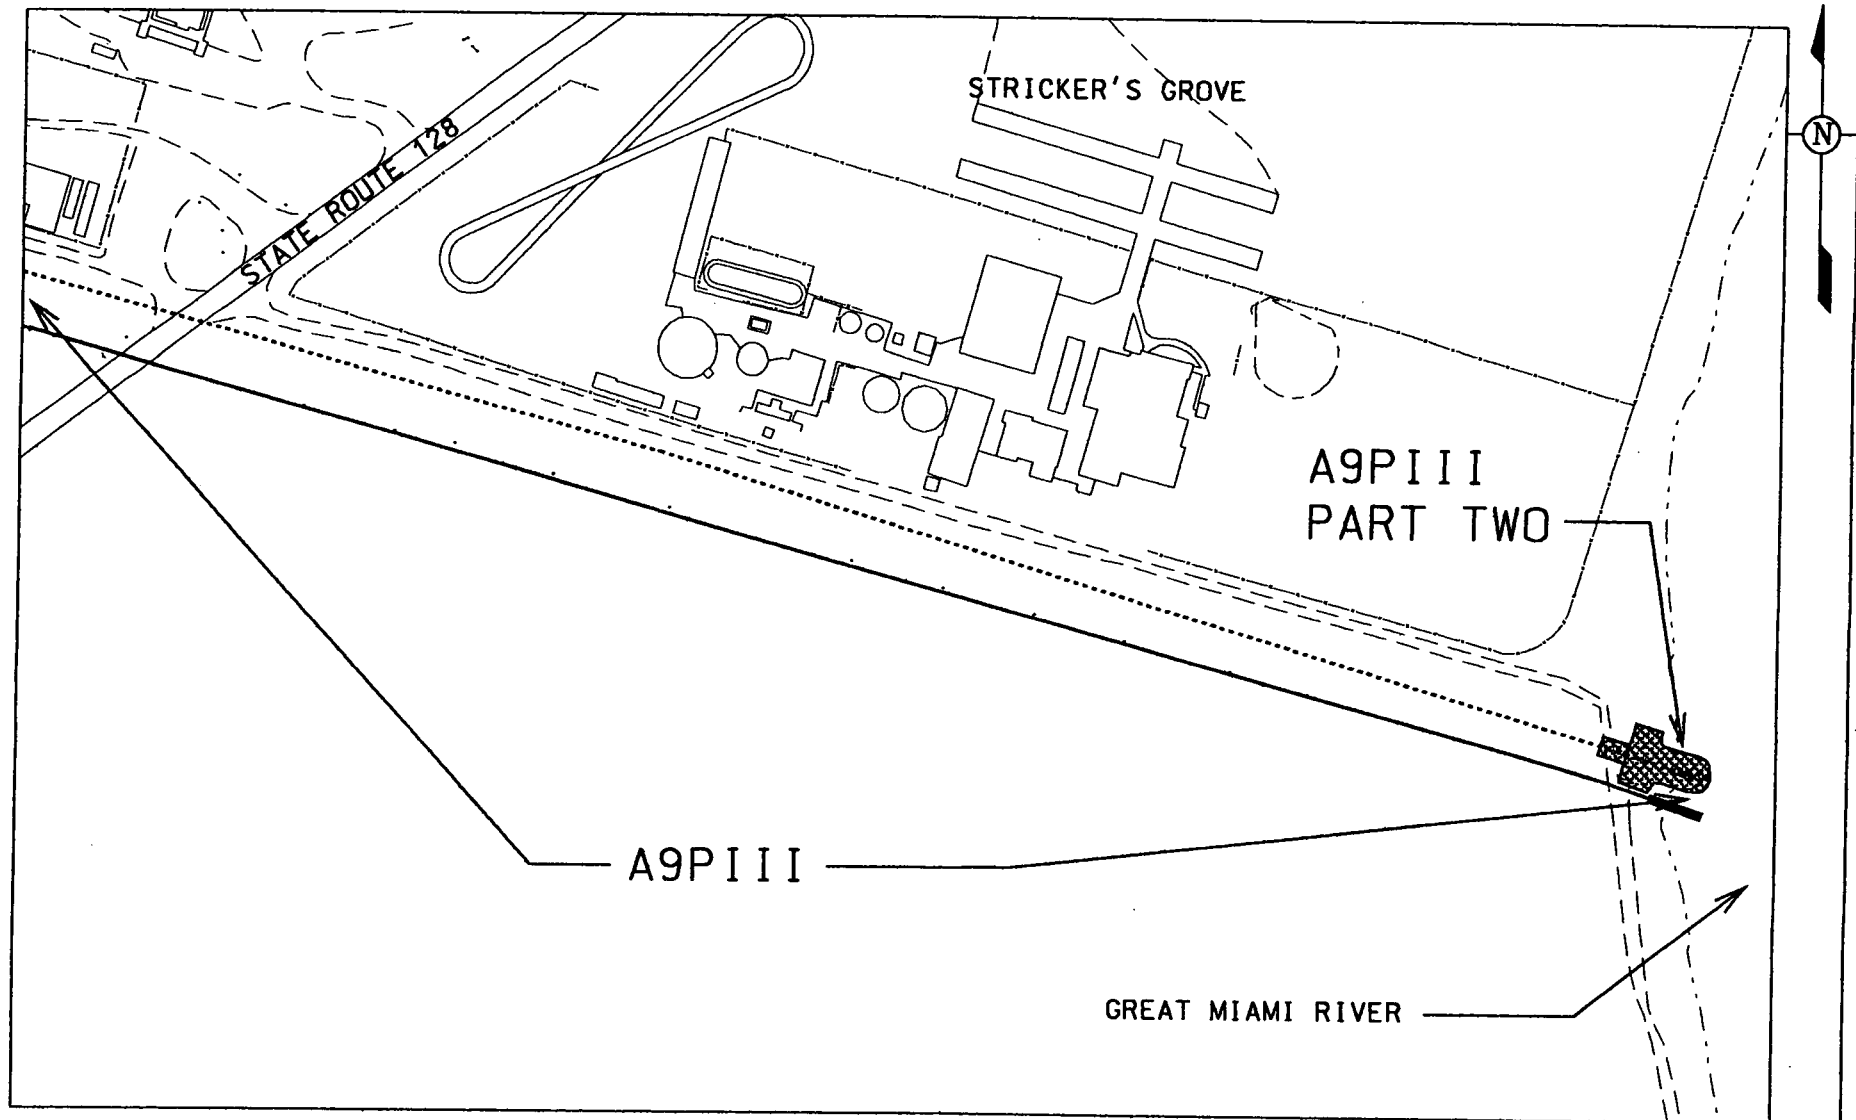 STRICKER'S GROVE
N
STATE ROUTE 128
A9PIII
PART TWO
A9PIII
GREAT MIAMI RIVER